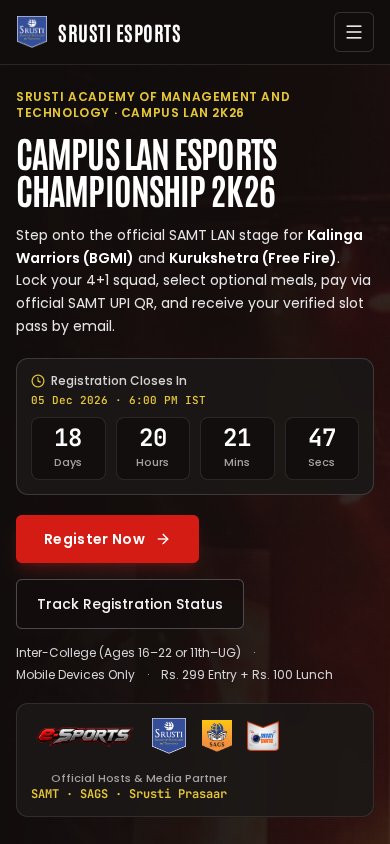 SRUSTI
SRUSTI ESPORTS
SRUSTI ACADEMY OF MANAGEMENT AND
TECHNOLOGY · CAMPUS LAN 2K26
CAMPUS LAN ESPORTS
CHAMPIONSHIP 2K26
Step onto the official SAMT LAN stage for Kalinga
Warriors (BGMI) and Kurukshetra (Free Fire).
Lock your 4+1 squad, select optional meals, pay via
official SAMT UPI QR, and receive your verified slot
pass by email.
Registration Closes In
05 Dec 2026 · 6:00 PM IST
18 20 21 47
Days Hours Mins Secs
Register Now →
Track Registration Status
Inter-College (Ages 16–22 or 11th–UG) ·
Mobile Devices Only · Rs. 299 Entry + Rs. 100 Lunch
e-SPORTS SRUSTI SAGS
Official Hosts & Media Partner
SAMT · SAGS · Srusti Prasaar